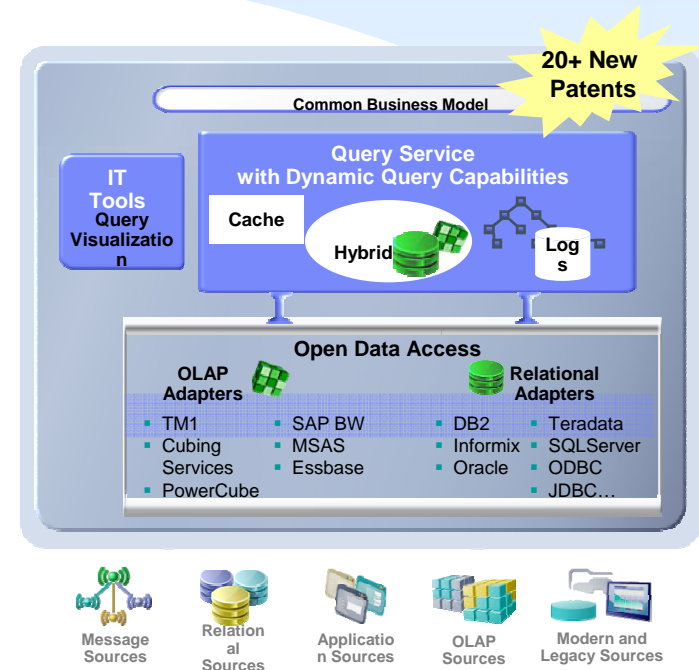 20+ New
Patents
Common Business Model
Query Service
with Dynamic Query Capabilities
IT
Tools
Query
Visualizatio
n
Cache
Hybrid
Log
s
Open Data Access
OLAP
Adapters
Relational
Adapters
▪ TM1
▪ Cubing
Services
▪ PowerCube
▪ SAP BW
▪ MSAS
▪ Essbase
▪ DB2
▪ Informix
▪ Oracle
▪ Teradata
▪ SQLServer
▪ ODBC
▪ JDBC…
Message
Sources
Relation
al
Sources
Applicatio
n Sources
OLAP
Sources
Modern and
Legacy Sources